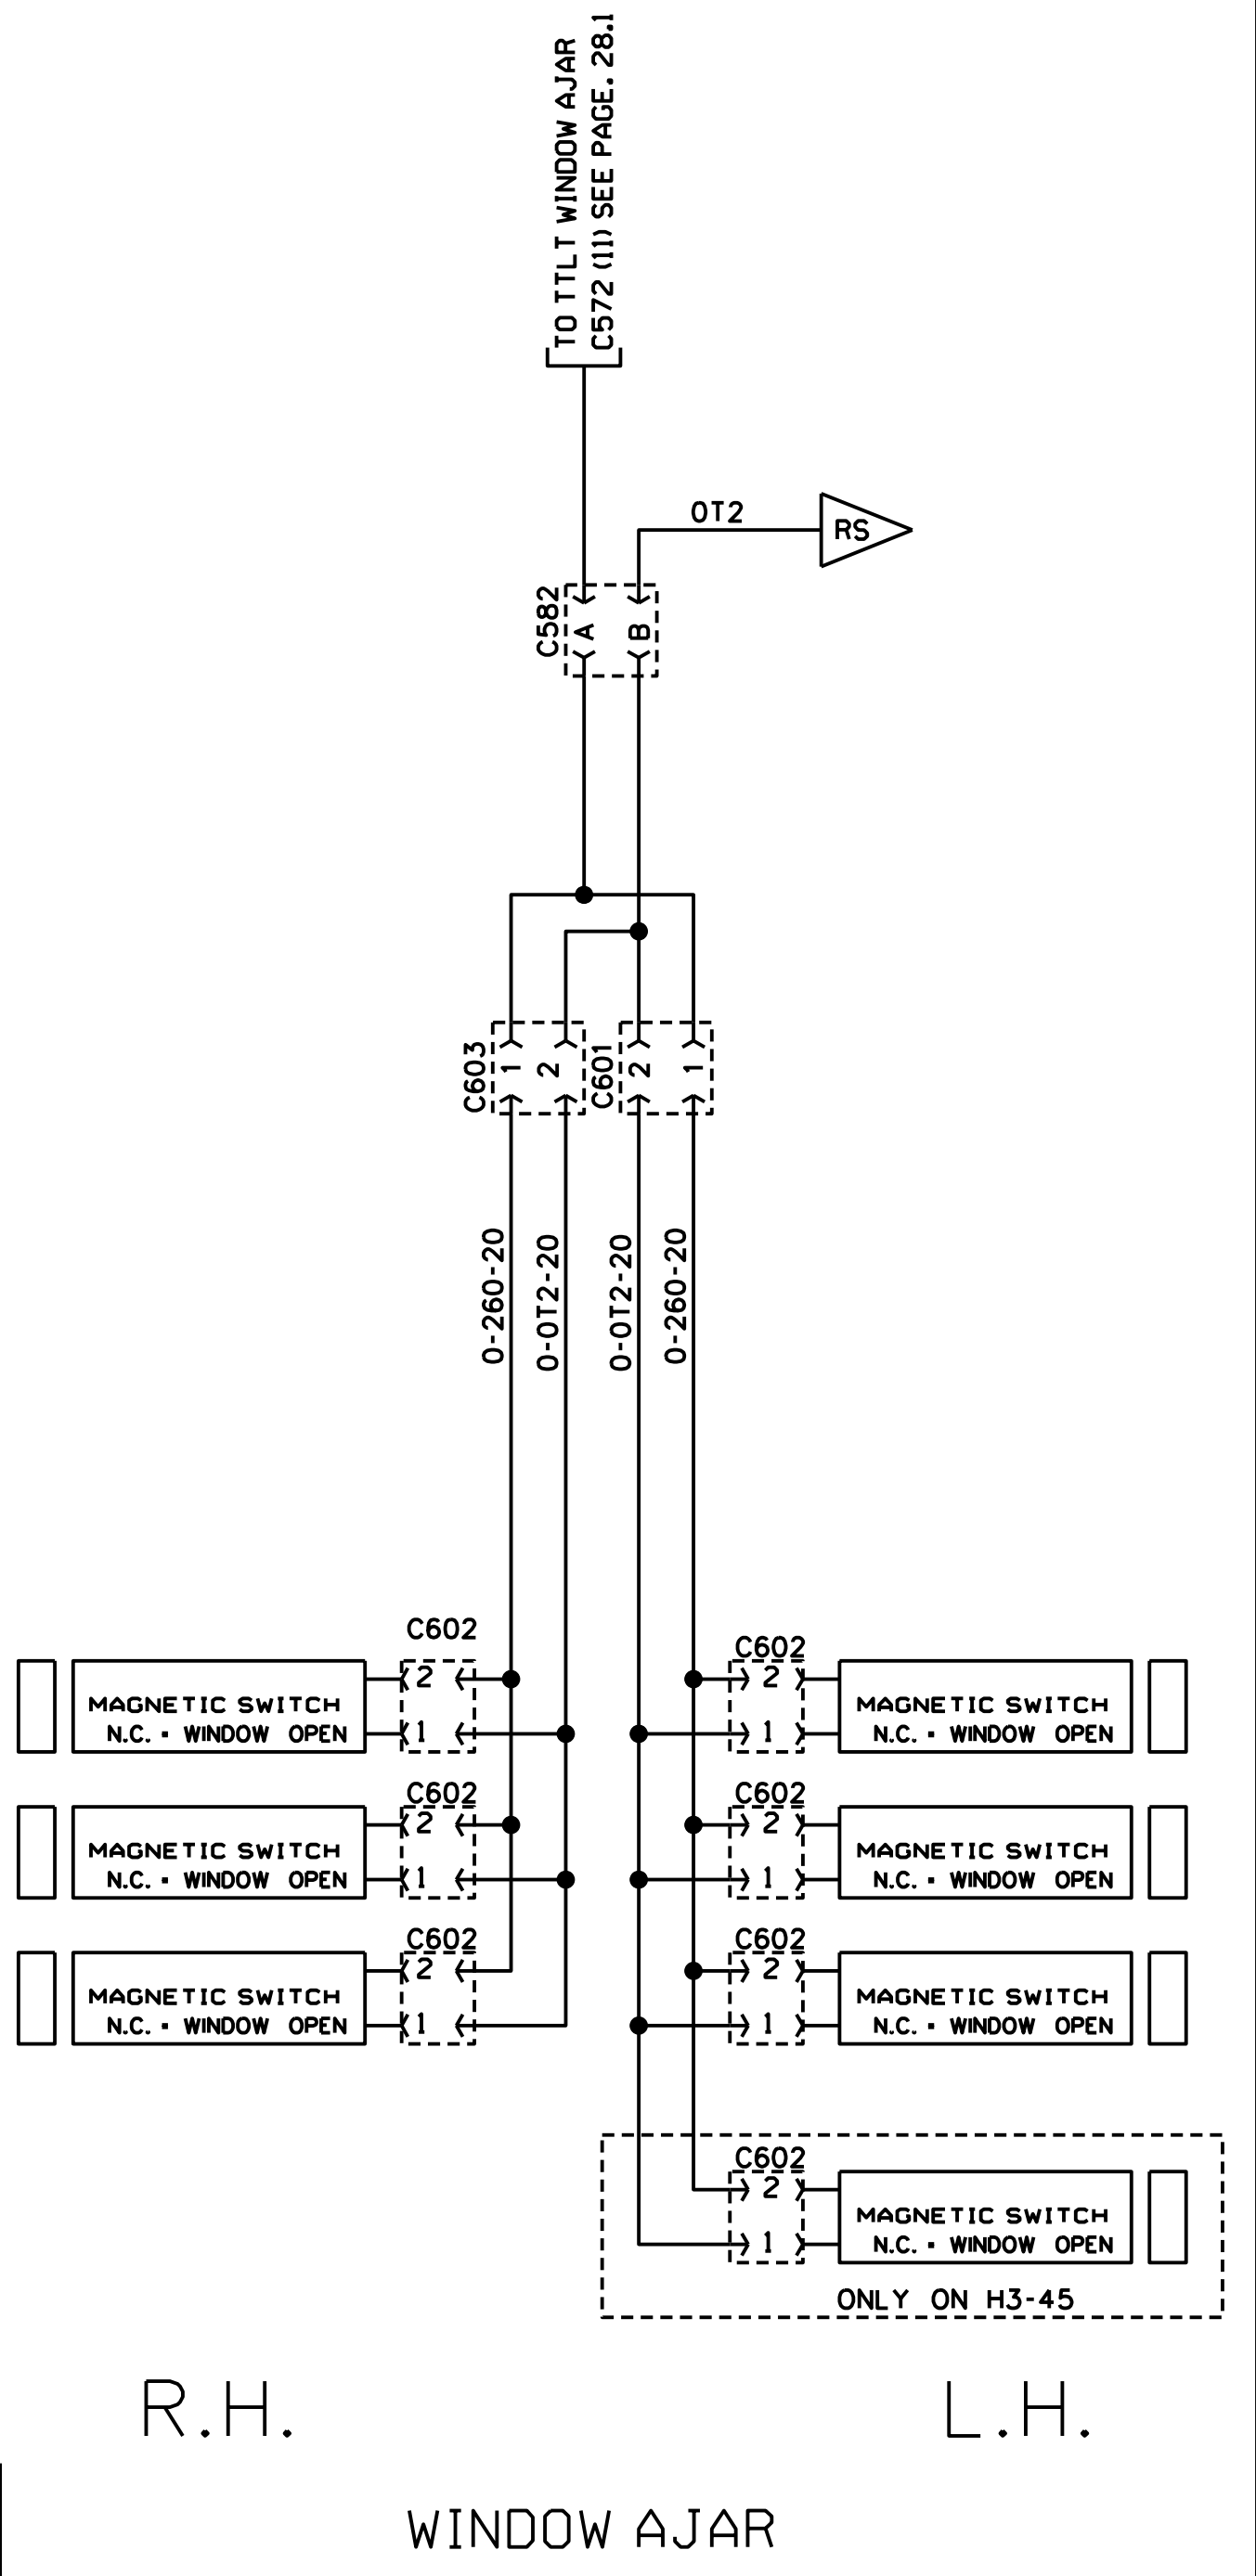 TO TTLT WINDOW AJAR
C572 (11) SEE PAGE. 28.1
OT2
RS
C582
A
B
C603
1
2
C601
2
1
0-260-20
0-0T2-20
0-0T2-20
0-260-20
C602
2
MAGNETIC SWITCH
1
N.C. · WINDOW OPEN
C602
2
MAGNETIC SWITCH
1
N.C. · WINDOW OPEN
C602
2
MAGNETIC SWITCH
1
N.C. · WINDOW OPEN
C602
2
MAGNETIC SWITCH
1
N.C. · WINDOW OPEN
C602
2
MAGNETIC SWITCH
1
N.C. · WINDOW OPEN
C602
2
MAGNETIC SWITCH
1
N.C. · WINDOW OPEN
C602
2
MAGNETIC SWITCH
1
N.C. · WINDOW OPEN
ONLY ON H3-45
R.H.
L.H.
WINDOW AJAR